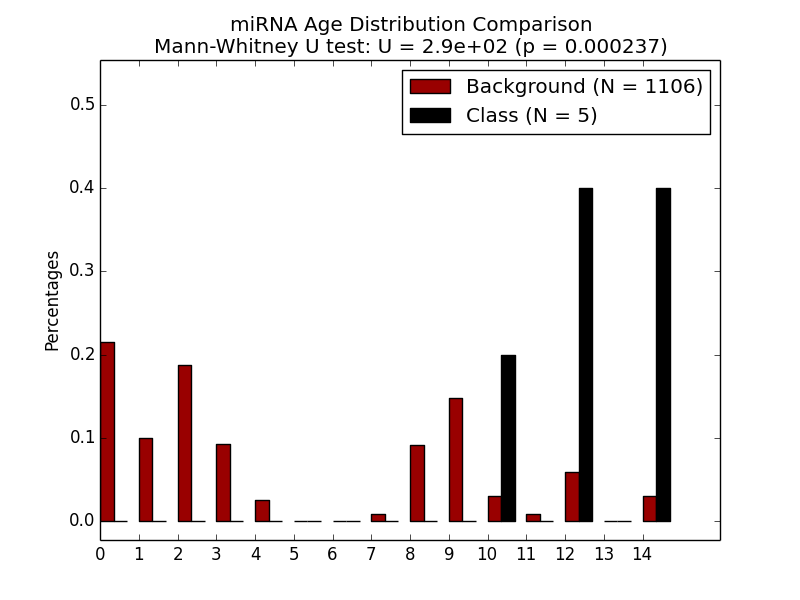 miRNA Age Distribution Comparison
Mann-Whitney U test: U = 2.9e+02 (p = 0.000237)
Background (N = 1106)
Class (N = 5)
Percentages
0.5
0.4
0.3
0.2
0.1
0.0
0 1 2 3 4 5 6 7 8 9 10 11 12 13 14